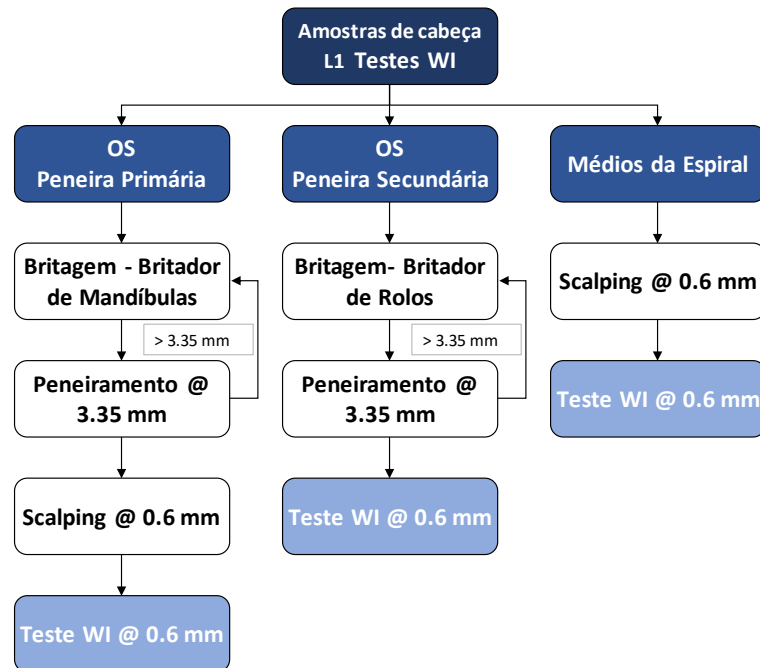 Amostras de cabeça
L1 Testes WI
OS
Peneira Primária
OS
Peneira Secundária
Médios da Espiral
Britagem - Britador
de Mandíbulas
Britagem- Britador
de Rolos
Scalping @ 0.6 mm
> 3.35 mm
> 3.35 mm
Peneiramento @
3.35 mm
Peneiramento @
3.35 mm
Teste WI @ 0.6 mm
Scalping @ 0.6 mm
Teste WI @ 0.6 mm
Teste WI @ 0.6 mm